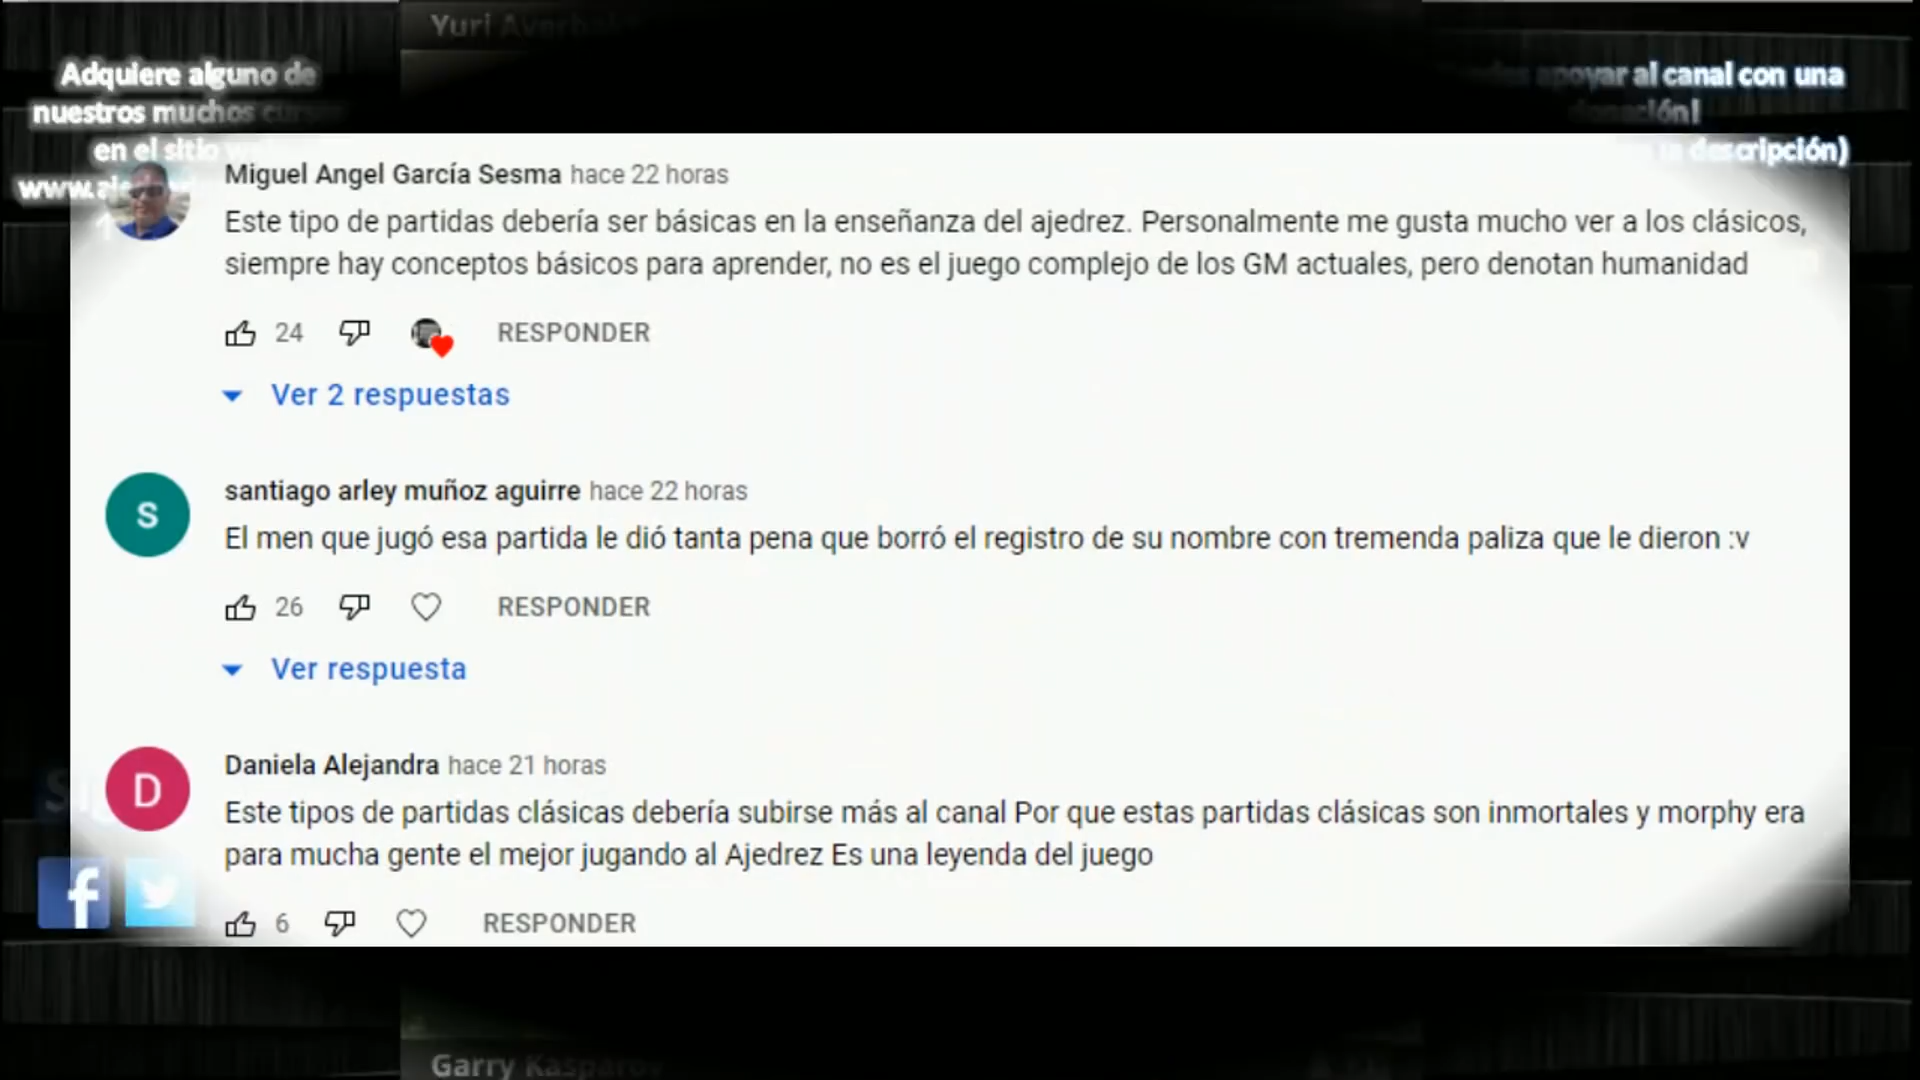 Yuri
Adquiere alguno de
nuestros muchos cursos
en el sitio
apoyar al canal con una
descripción)
Miguel Angel García Sesma hace 22 horas
Este tipo de partidas debería ser básicas en la enseñanza del ajedrez. Personalmente me gusta mucho ver a los clásicos,
siempre hay conceptos básicos para aprender, no es el juego complejo de los GM actuales, pero denotan humanidad
24 RESPONDER
Ver 2 respuestas
S
santiago arley muñoz aguirre hace 22 horas
El men que jugó esa partida le dió tanta pena que borró el registro de su nombre con tremenda paliza que le dieron :v
26 RESPONDER
Ver respuesta
D
Daniela Alejandra hace 21 horas
Este tipos de partidas clásicas debería subirse más al canal Por que estas partidas clásicas son inmortales y morphy era
para mucha gente el mejor jugando al Ajedrez Es una leyenda del juego
f
6 RESPONDER
Garry Kasparov